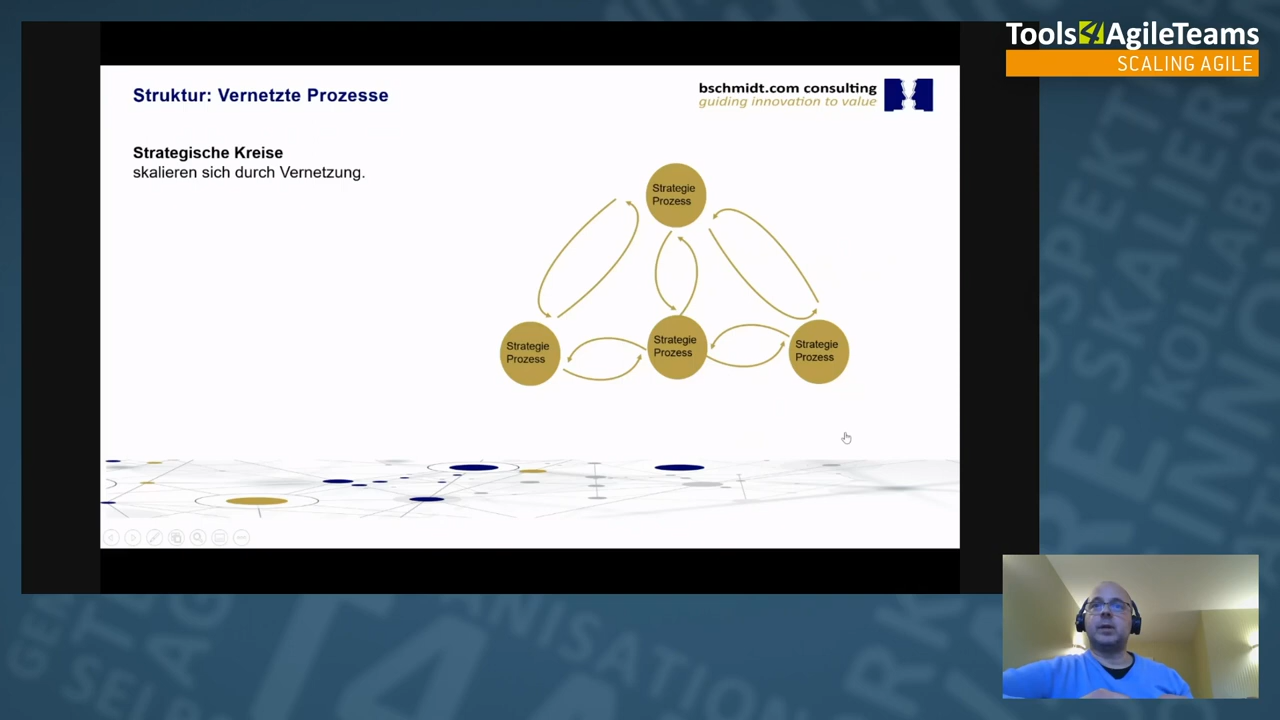 Tools4AgileTeams
SCALING AGILE
Struktur: Vernetzte Prozesse
bschmidt.com consulting
guiding innovation to value
Strategische Kreise
skalieren sich durch Vernetzung.
Strategie
Prozess
Strategie
Prozess
Strategie
Prozess
Strategie
Prozess